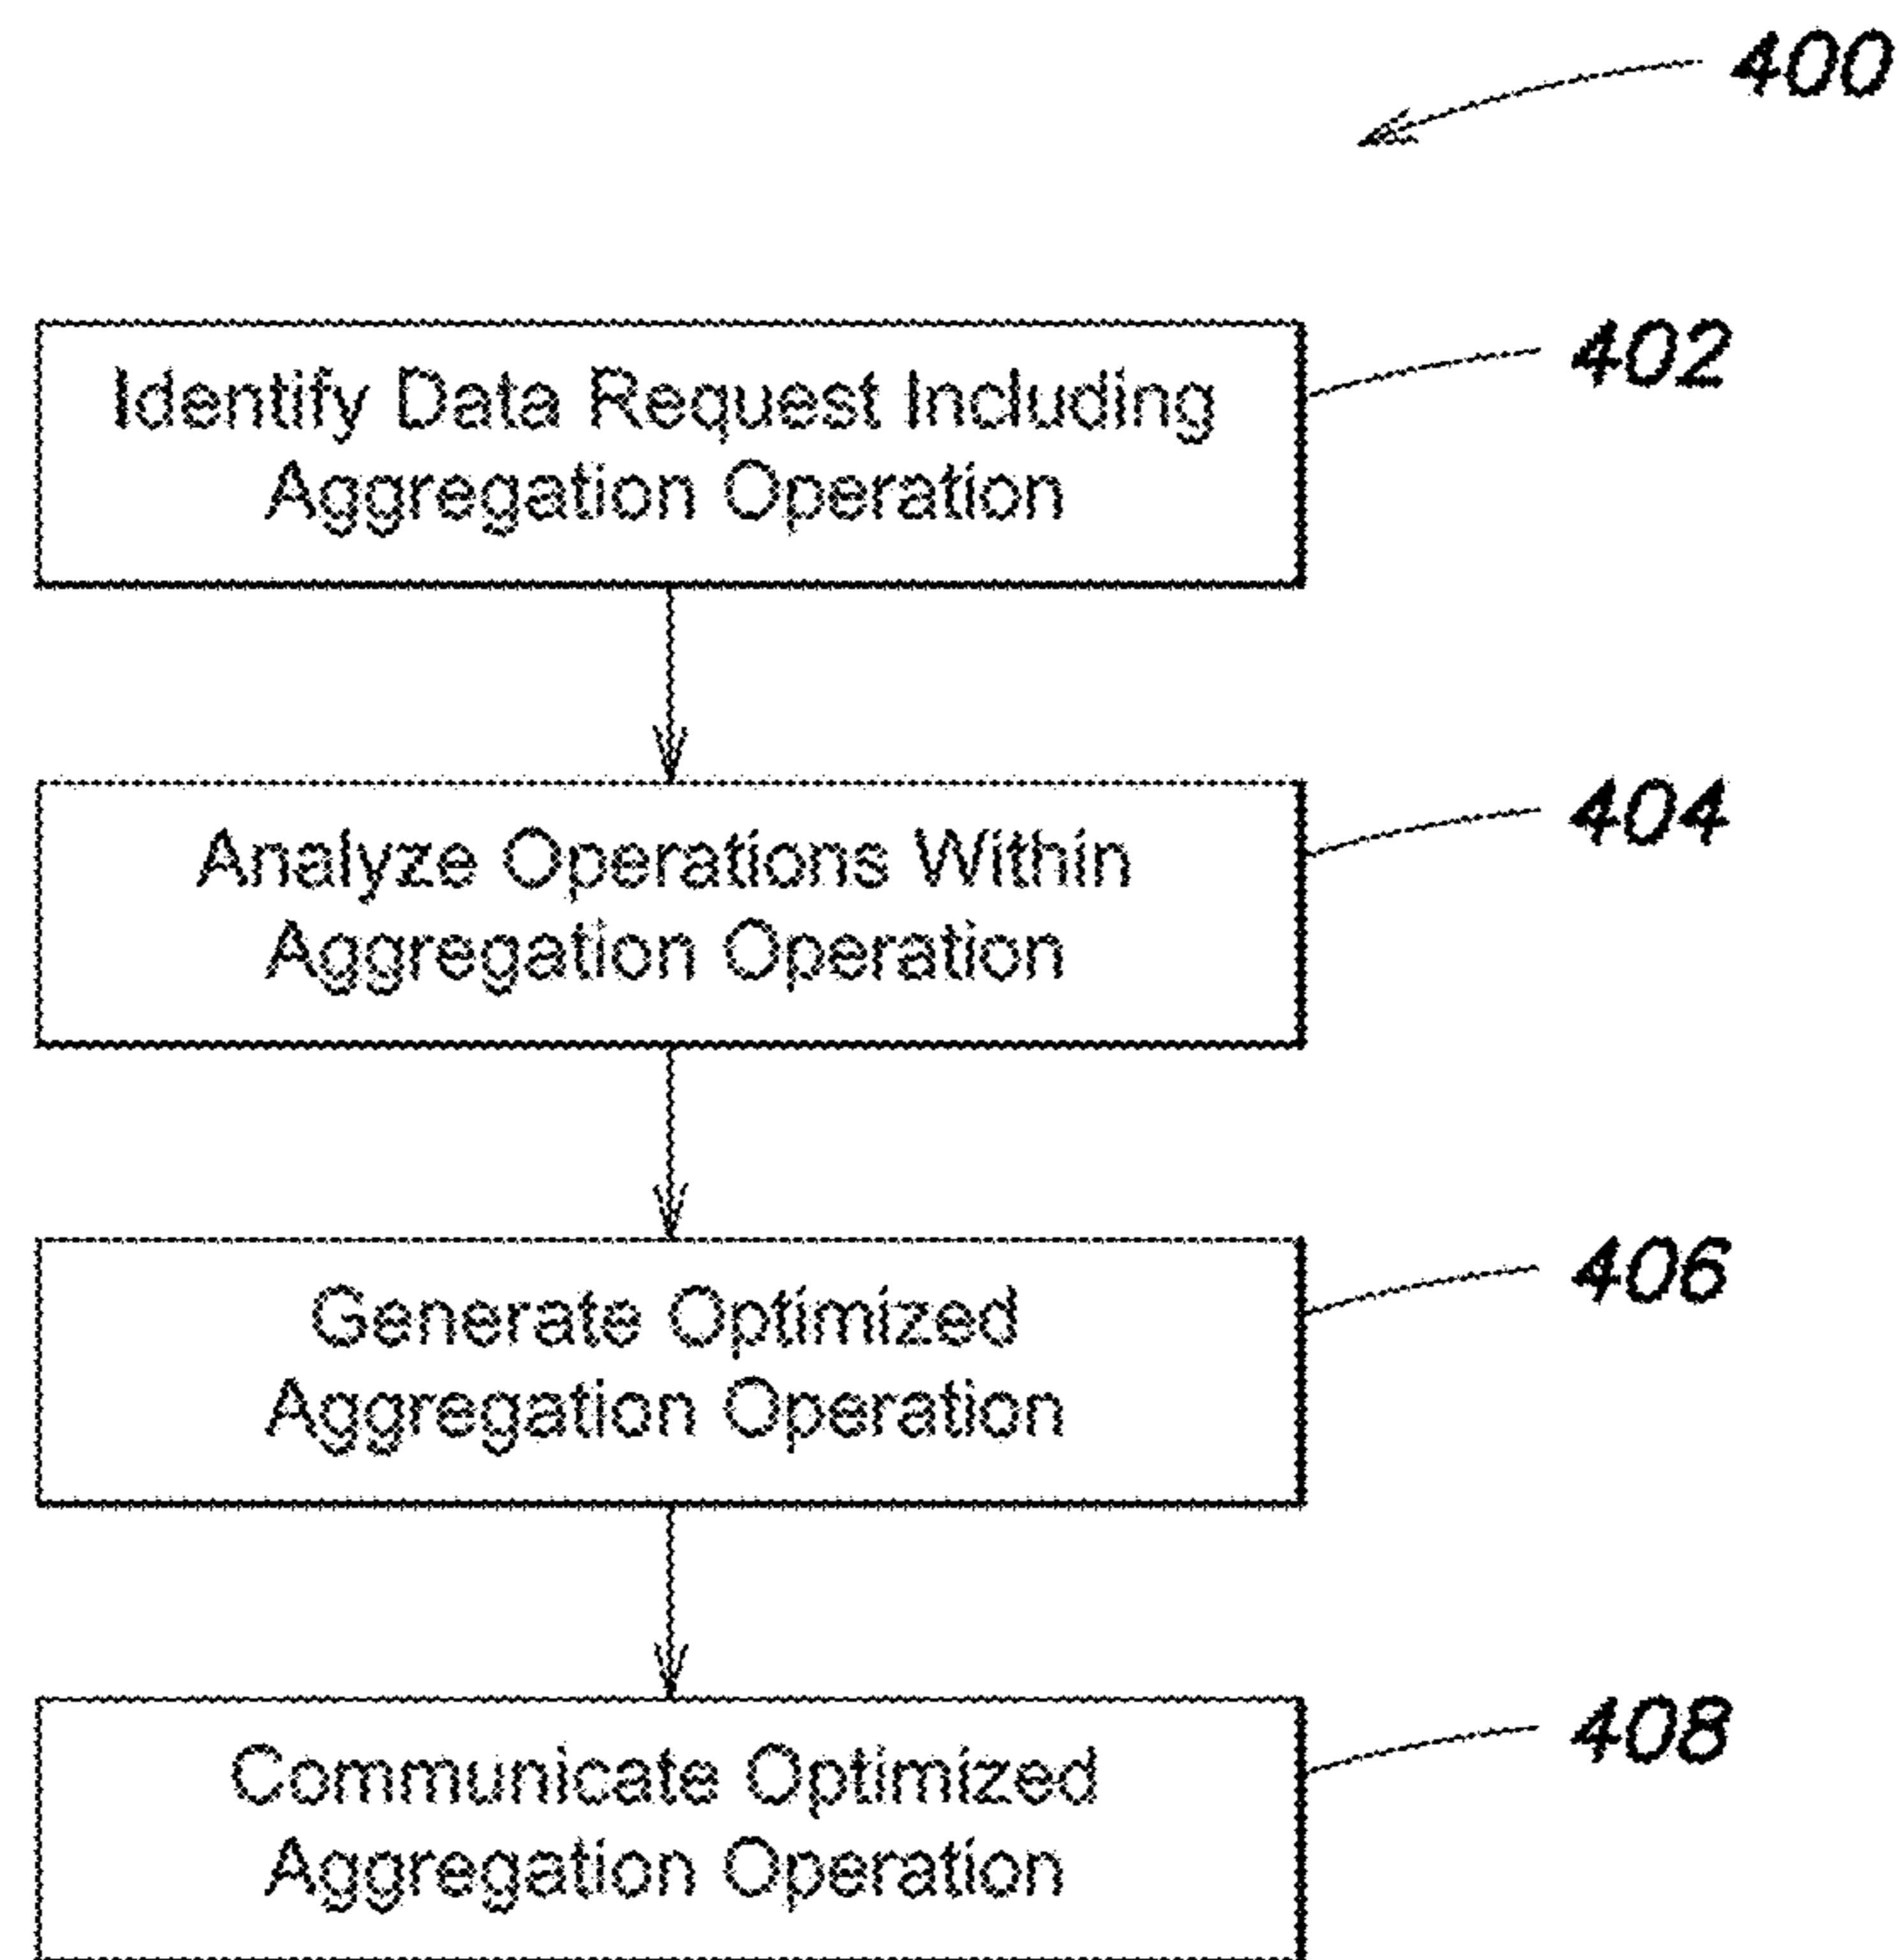 400
Identify Data Request Including
Aggregation Operation
402
Analyze Operations Within
Aggregation Operation
404
Generate Optimized
Aggregation Operation
406
Communicate Optimized
Aggregation Operation
408